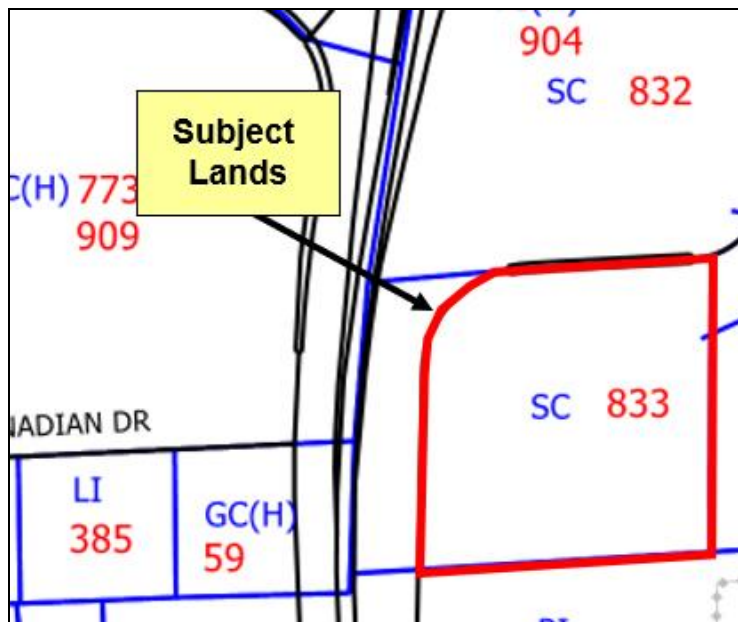 904
SC 832
Subject
Lands
C(H) 773
909
SC 833
NADIAN DR
LI
385
GC(H)
59